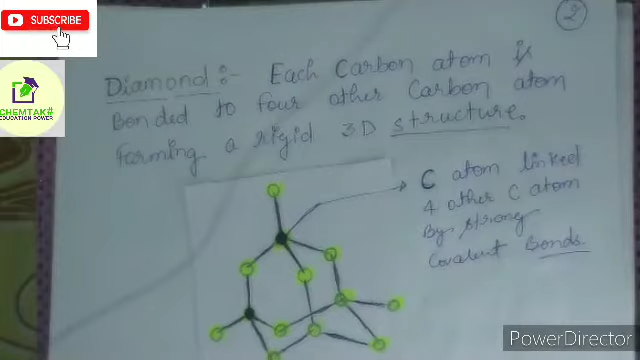 SUBSCRIBE
2
CHEMTAK#
EDUCATION POWER
Diamond:- Each Carbon atom is
Bonded to four other Carbon atom
forming a rigid 3D structure.
C atom linked
4 other C atom
By strong
Covalent Bonds.
PowerDirector